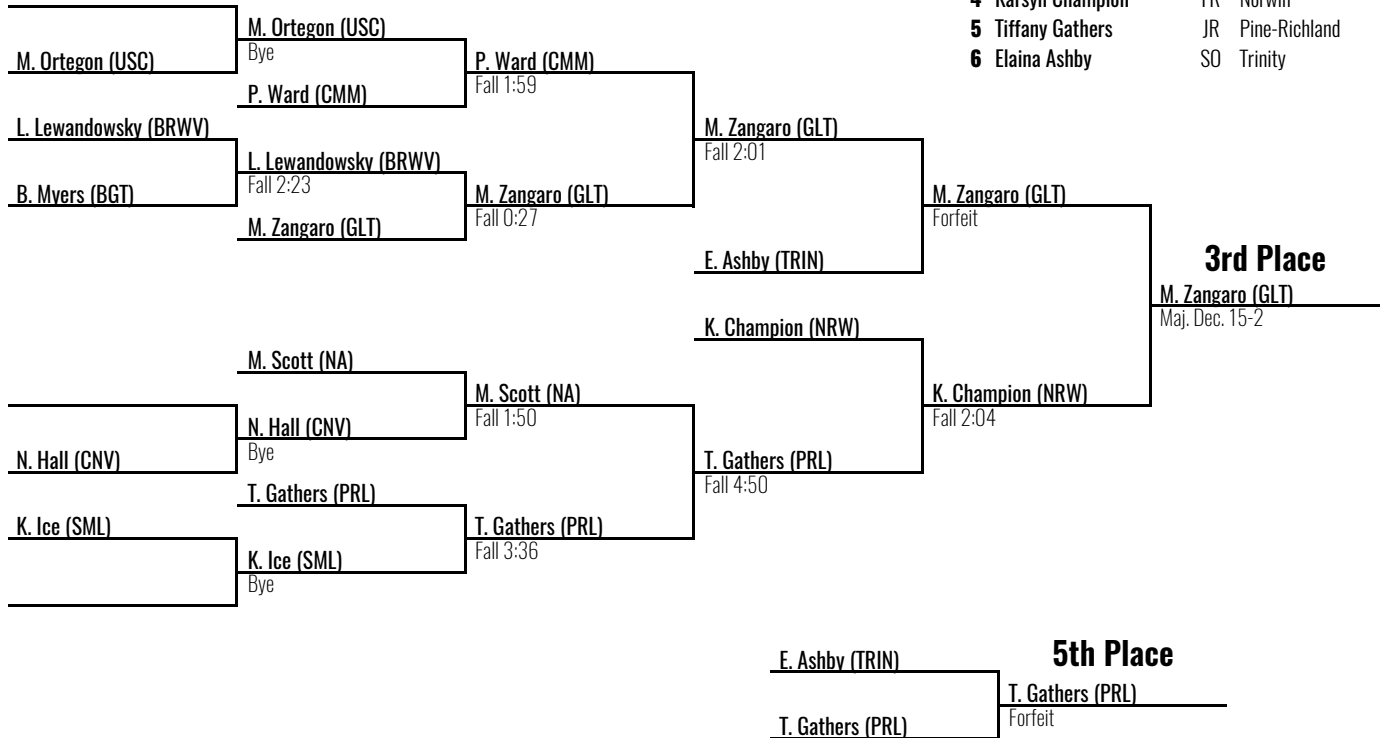 4 Karsyn Champion FR Norwin
5 Tiffany Gathers JR Pine-Richland
6 Elaina Ashby SO Trinity
M. Ortegon (USC)
M. Ortegon (USC)
Bye
P. Ward (CMM)
P. Ward (CMM)
Fall 1:59
L. Lewandowsky (BRWV)
B. Myers (BGT)
L. Lewandowsky (BRWV)
Fall 2:23
M. Zangaro (GLT)
M. Zangaro (GLT)
Fall 0:27
M. Zangaro (GLT)
Fall 2:01
E. Ashby (TRIN)
M. Zangaro (GLT)
Forfeit
3rd Place
M. Zangaro (GLT)
Maj. Dec. 15-2
K. Champion (NRW)
K. Champion (NRW)
Fall 2:04
M. Scott (NA)
N. Hall (CNV)
N. Hall (CNV)
Bye
M. Scott (NA)
Fall 1:50
T. Gathers (PRL)
Fall 4:50
T. Gathers (PRL)
K. Ice (SML)
K. Ice (SML)
Bye
T. Gathers (PRL)
Fall 3:36
5th Place
E. Ashby (TRIN)
T. Gathers (PRL)
T. Gathers (PRL)
Forfeit